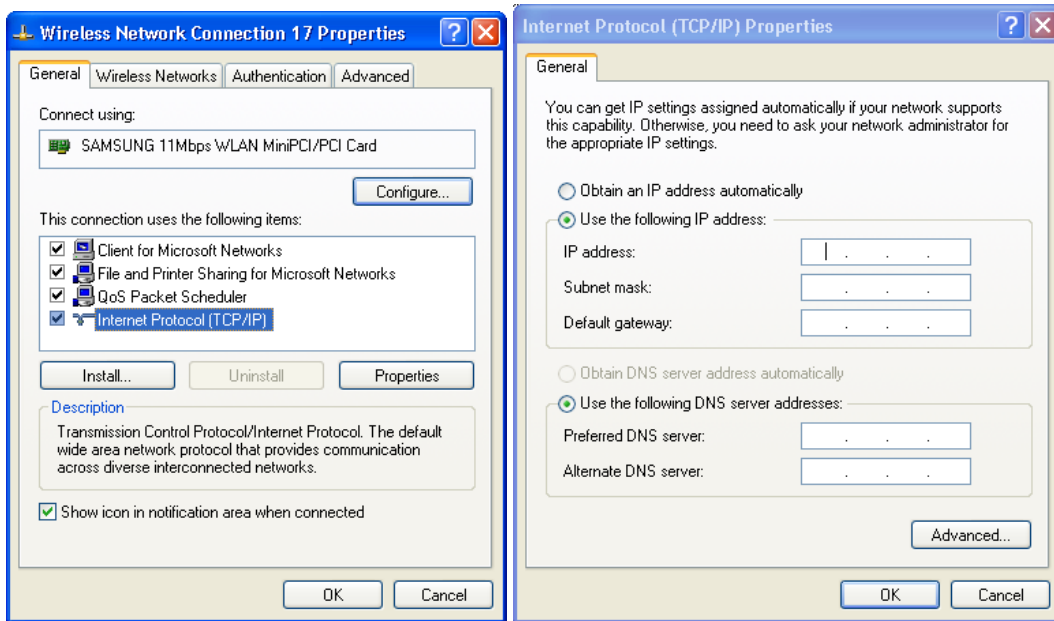 Wireless Network Connection 17 Properties
General Wireless Networks Authentication Advanced
Connect using:
SAMSUNG 11Mbps WLAN MiniPCI/PCI Card
Configure...
This connection uses the following items:
Client for Microsoft Networks
File and Printer Sharing for Microsoft Networks
QoS Packet Scheduler
Internet Protocol (TCP/IP)
Install... Uninstall Properties
Description
Transmission Control Protocol/Internet Protocol. The default
wide area network protocol that provides communication
across diverse interconnected networks.
Show icon in notification area when connected
OK Cancel
Internet Protocol (TCP/IP) Properties
General
You can get IP settings assigned automatically if your network supports
this capability. Otherwise, you need to ask your network administrator for
the appropriate IP settings.
Obtain an IP address automatically
Use the following IP address:
IP address:
Subnet mask:
Default gateway:
Obtain DNS server address automatically
Use the following DNS server addresses:
Preferred DNS server:
Alternate DNS server:
Advanced...
OK Cancel